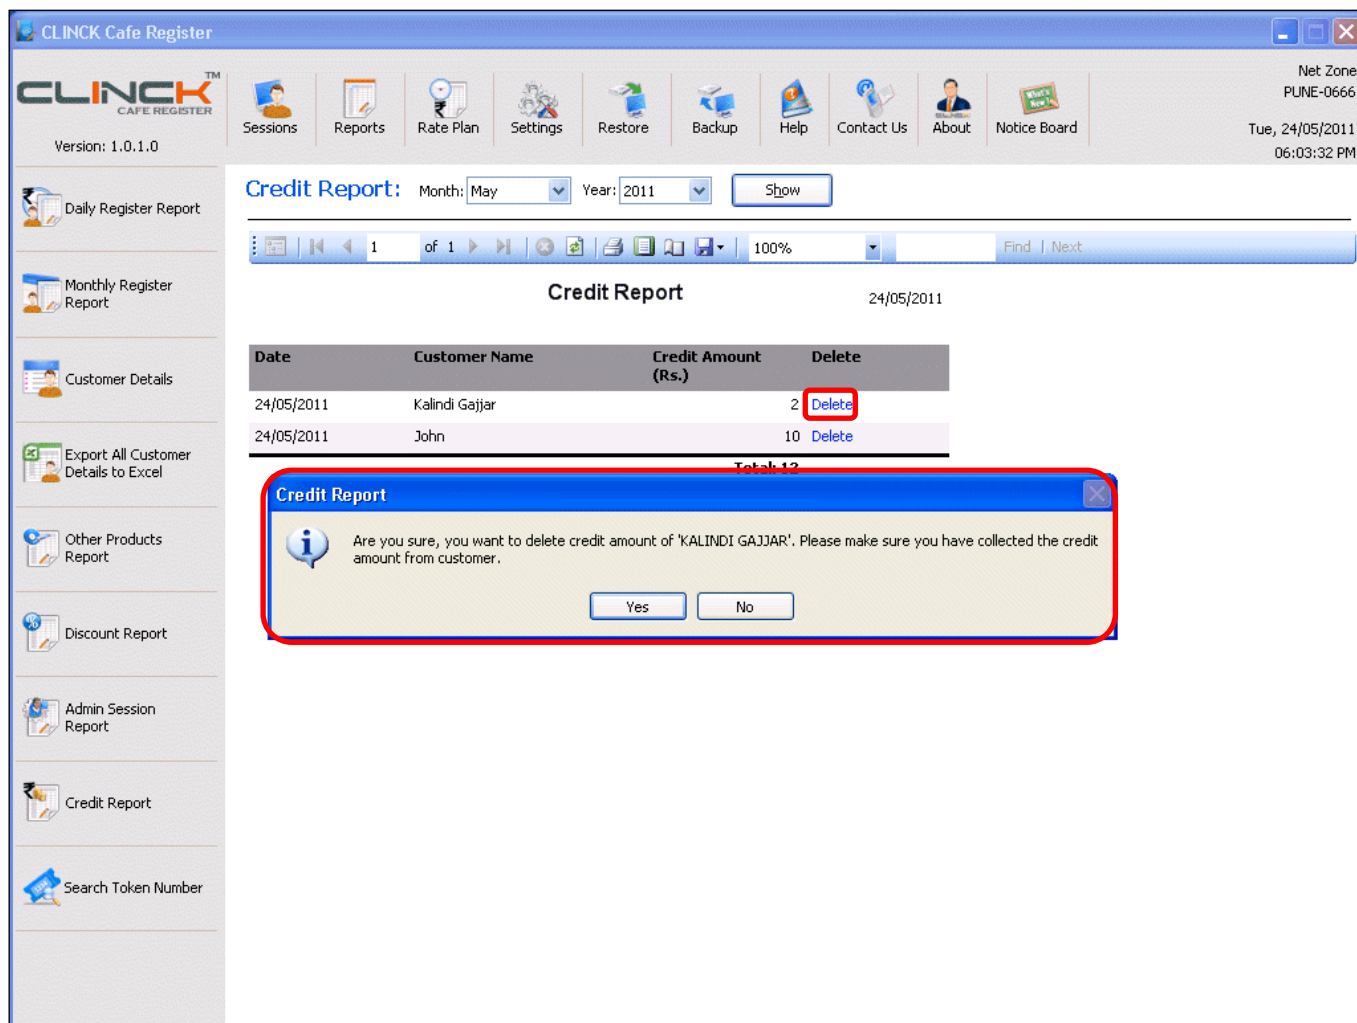 CLINCK Cafe Register
CLINCK TM
CAFE REGISTER
Version: 1.0.1.0
Sessions
Reports
Rate Plan
Settings
Restore
Backup
Help
Contact Us
About
What's New!
Notice Board
Net Zone
PUNE-0666
Tue, 24/05/2011
06:03:32 PM
Daily Register Report
Monthly Register
Report
Customer Details
Export All Customer
Details to Excel
Other Products
Report
Discount Report
Admin Session
Report
Credit Report
Search Token Number
Credit Report: Month: May Year: 2011 Show
1 of 1 100% Find | Next
Credit Report 24/05/2011
Date Customer Name Credit Amount (Rs.) Delete
24/05/2011 Kalindi Gajjar 2 Delete
24/05/2011 John 10 Delete
Total: 12
Credit Report
Are you sure, you want to delete credit amount of 'KALINDI GAJJAR'. Please make sure you have collected the credit
amount from customer.
Yes No